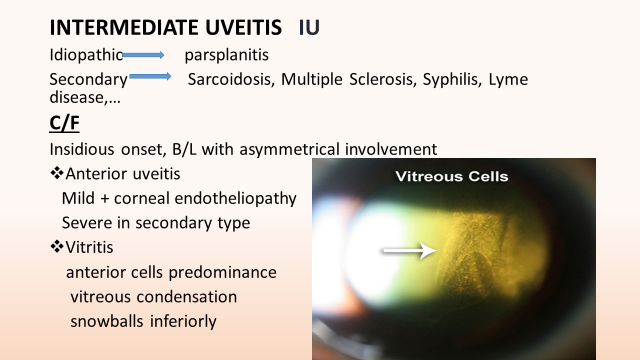 INTERMEDIATE UVEITIS IU
Idiopathic parsplanitis
Secondary Sarcoidosis, Multiple Sclerosis, Syphilis, Lyme
disease,…
C/F
Insidious onset, B/L with asymmetrical involvement
❖Anterior uveitis
Mild + corneal endotheliopathy
Severe in secondary type
❖Vitritis
anterior cells predominance
vitreous condensation
snowballs inferiorly
Vitreous Cells